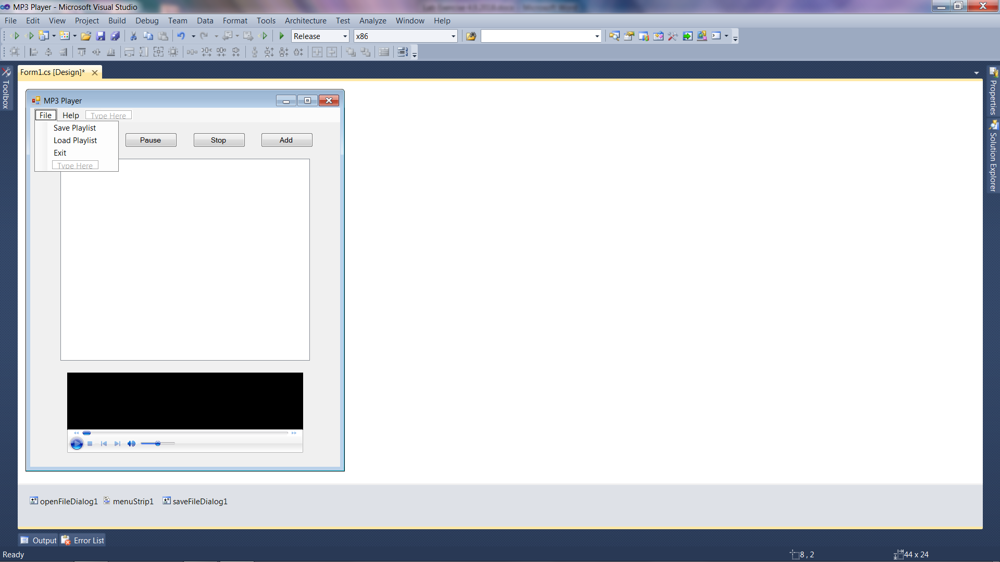 MP3 Player - Microsoft Visual Studio
File Edit View Project Build Debug Team Data Format Tools Architecture Test Analyze Window Help
Release x86
Form1.cs [Design]*
Toolbox
Properties
Solution Explorer
MP3 Player
File Help Type Here
Save Playlist
Load Playlist
Exit
Type Here
Pause Stop Add
openFileDialog1 menuStrip1 saveFileDialog1
Output Error List
Ready 8 , 2 44 x 24